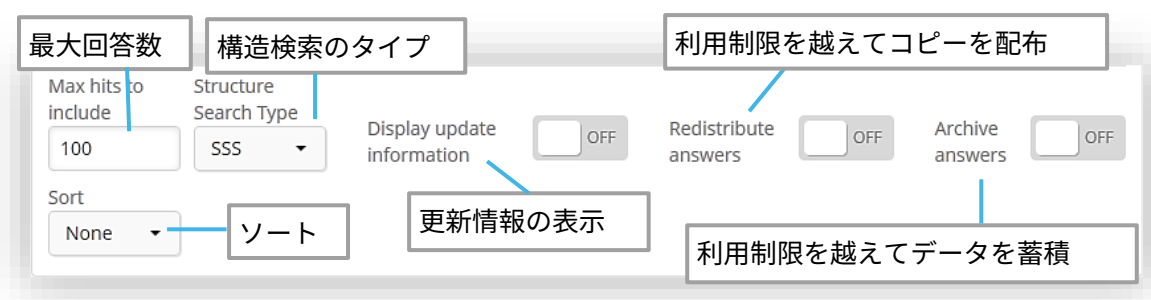 最大回答数
構造検索のタイプ
利用制限を越えてコピーを配布
Max hits to
include
Structure
Search Type
100
SSS
Display update
information
OFF
Redistribute
answers
OFF
Archive
answers
OFF
Sort
None
ソート
更新情報の表示
利用制限を越えてデータを蓄積